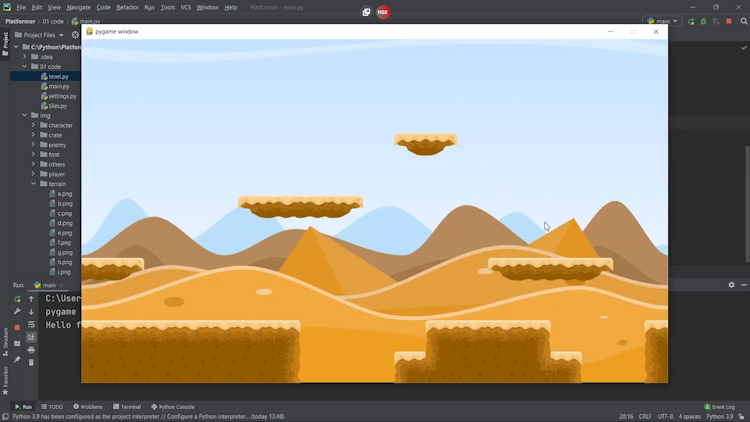 File Edit View Navigate Code Refactor Run Tools VCS Window Help Platformer - main.py
Platformer 01 code main.py main
Project Project Files
pygame window
C:\Python\Platform
.idea
01 code
level.py
main.py
settings.py
tiles.py
img
character
crate
enemy
font
others
player
terrain
a.png
b.png
c.png
d.png
e.png
f.png
g.png
h.png
i.png
Run: main
C:\User
pygame
Hello f
Structure
Favorites
Run TODO Problems Terminal Python Console Event Log
Python 3.9 has been configured as the project interpreter // Configure a Python interpreter... (today 13:48) 20:16 CRLF UTF-8 4 spaces Python 3.9